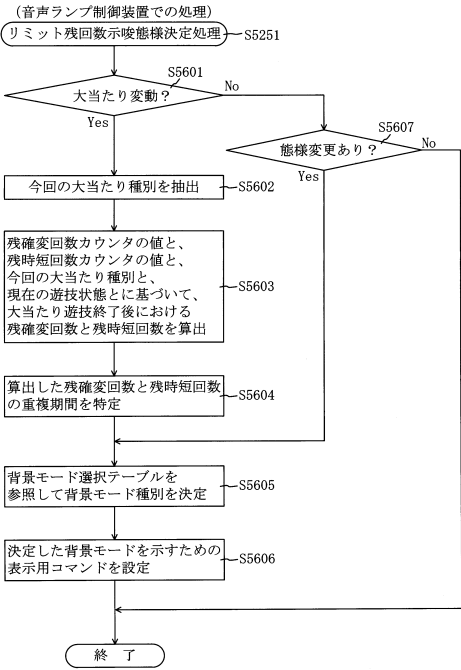 (音声ランプ制御装置での処理)
リミット残回数示唆態様決定処理
S5251
S5601
大当たり変動?
No
Yes
S5607
態様変更あり?
No
Yes
今回の大当たり種別を抽出
S5602
残確変回数カウンタの値と、
残時短回数カウンタの値と、
今回の大当たり種別と、
現在の遊技状態とに基づいて、
大当たり遊技終了後における
残確変回数と残時短回数を算出
S5603
算出した残確変回数と残時短回数
の重複期間を特定
S5604
背景モード選択テーブルを
参照して背景モード種別を決定
S5605
決定した背景モードを示すための
表示用コマンドを設定
S5606
終 了